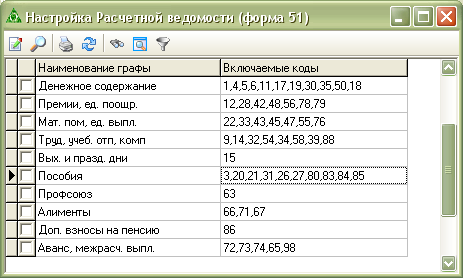 Настройка Расчетной ведомости (форма 51)
Наименование графы Включаемые коды
Денежное содержание 1,4,5,6,11,17,19,30,35,50,18
Премии, ед. поощр. 12,28,42,48,56,78,79
Мат. пом, ед. выпл. 22,33,43,45,47,55,76
Труд, учеб. отп, комп 9,14,32,54,34,58,39,88
Вых. и празд. дни 15
Пособия 3,20,21,31,26,27,80,83,84,85
Профсоюз 63
Алименты 66,71,67
Доп. взносы на пенсию 86
Аванс, межрасч. выпл. 72,73,74,65,98